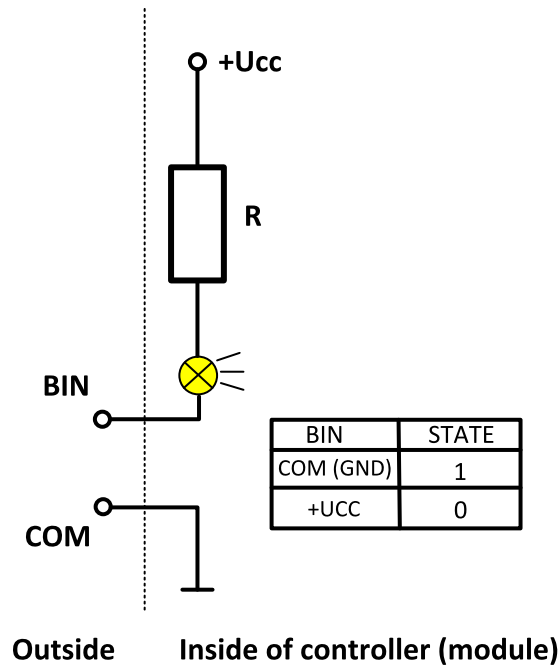 +Ucc
R
BIN
COM
BIN STATE
COM (GND) 1
+UCC 0
Outside Inside of controller (module)